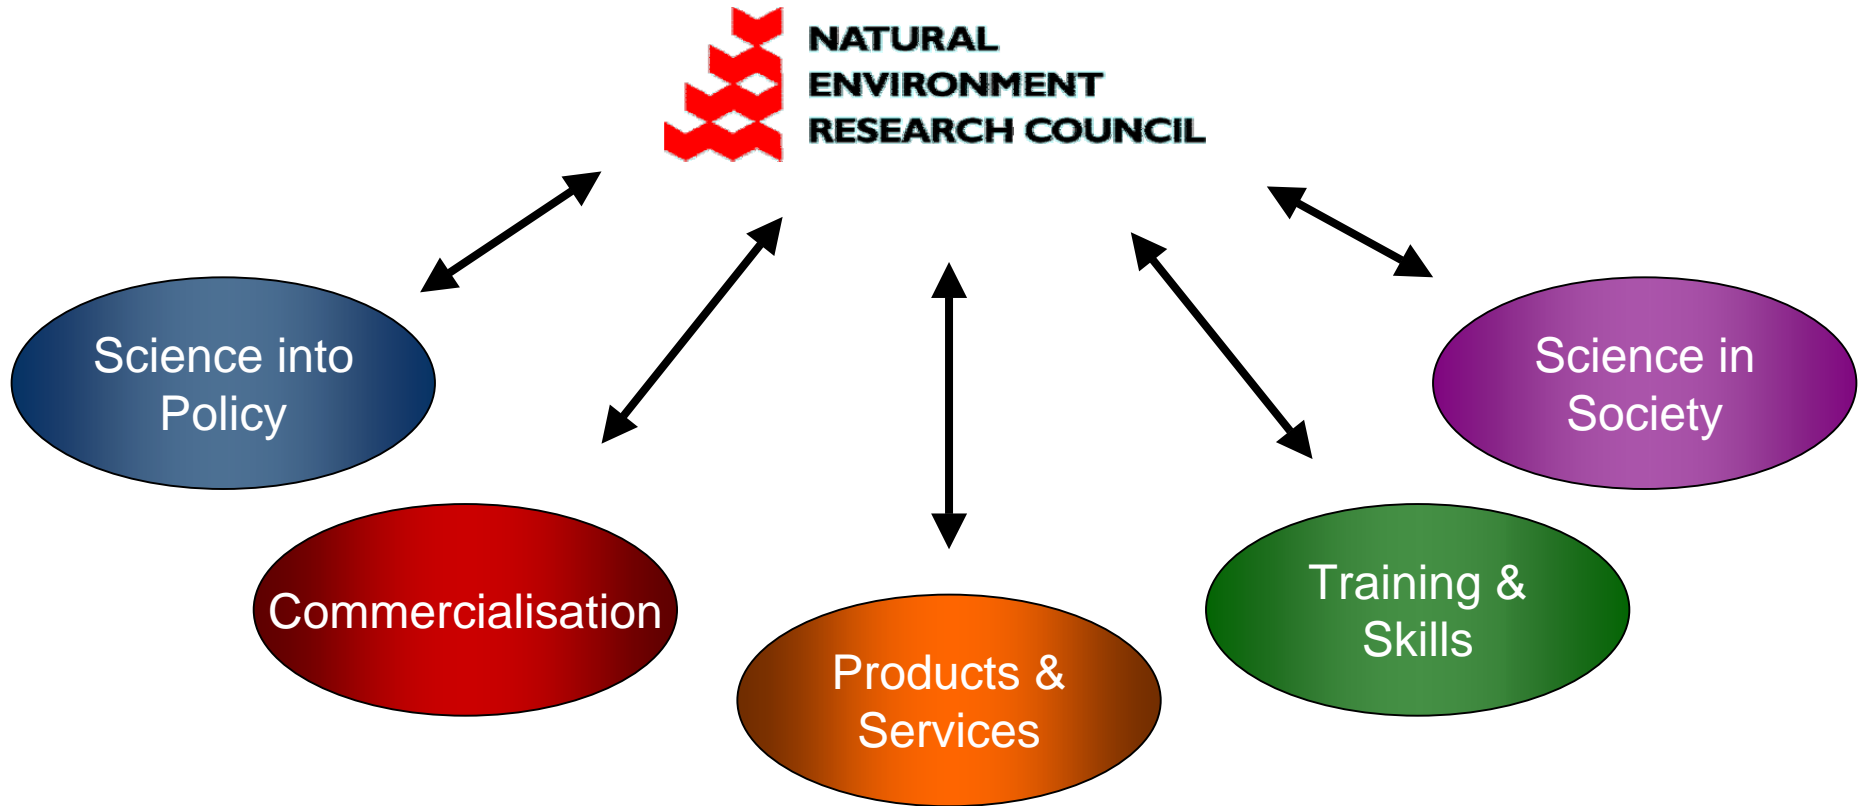 NATURAL
ENVIRONMENT
RESEARCH COUNCIL
Science into
Policy
Commercialisation
Products &
Services
Training &
Skills
Science in
Society